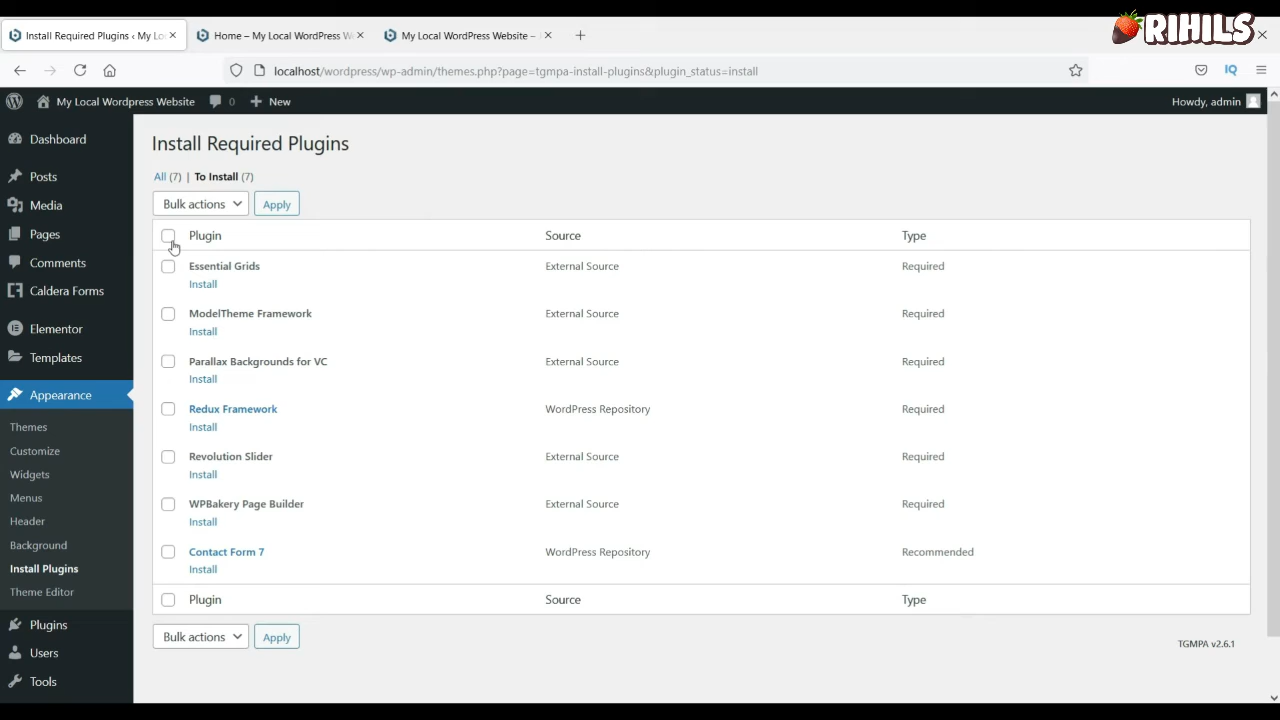 RIHILS
Install Required Plugins ‹ My Lo
Home – My Local WordPress W
My Local WordPress Website –
localhost/wordpress/wp-admin/themes.php?page=tgmpa-install-plugins&plugin_status=install
IQ
My Local Wordpress Website
0
New
Howdy, admin
Dashboard
Posts
Media
Pages
Comments
Caldera Forms
Elementor
Templates
Appearance
Themes
Customize
Widgets
Menus
Header
Background
Install Plugins
Theme Editor
Plugins
Users
Tools
Install Required Plugins
All (7) | To Install (7)
Bulk actions Apply
Plugin Source Type
Essential Grids External Source Required
Install
ModelTheme Framework External Source Required
Install
Parallax Backgrounds for VC External Source Required
Install
Redux Framework WordPress Repository Required
Install
Revolution Slider External Source Required
Install
WPBakery Page Builder External Source Required
Install
Contact Form 7 WordPress Repository Recommended
Install
Plugin Source Type
Bulk actions Apply
TGMPA v2.6.1